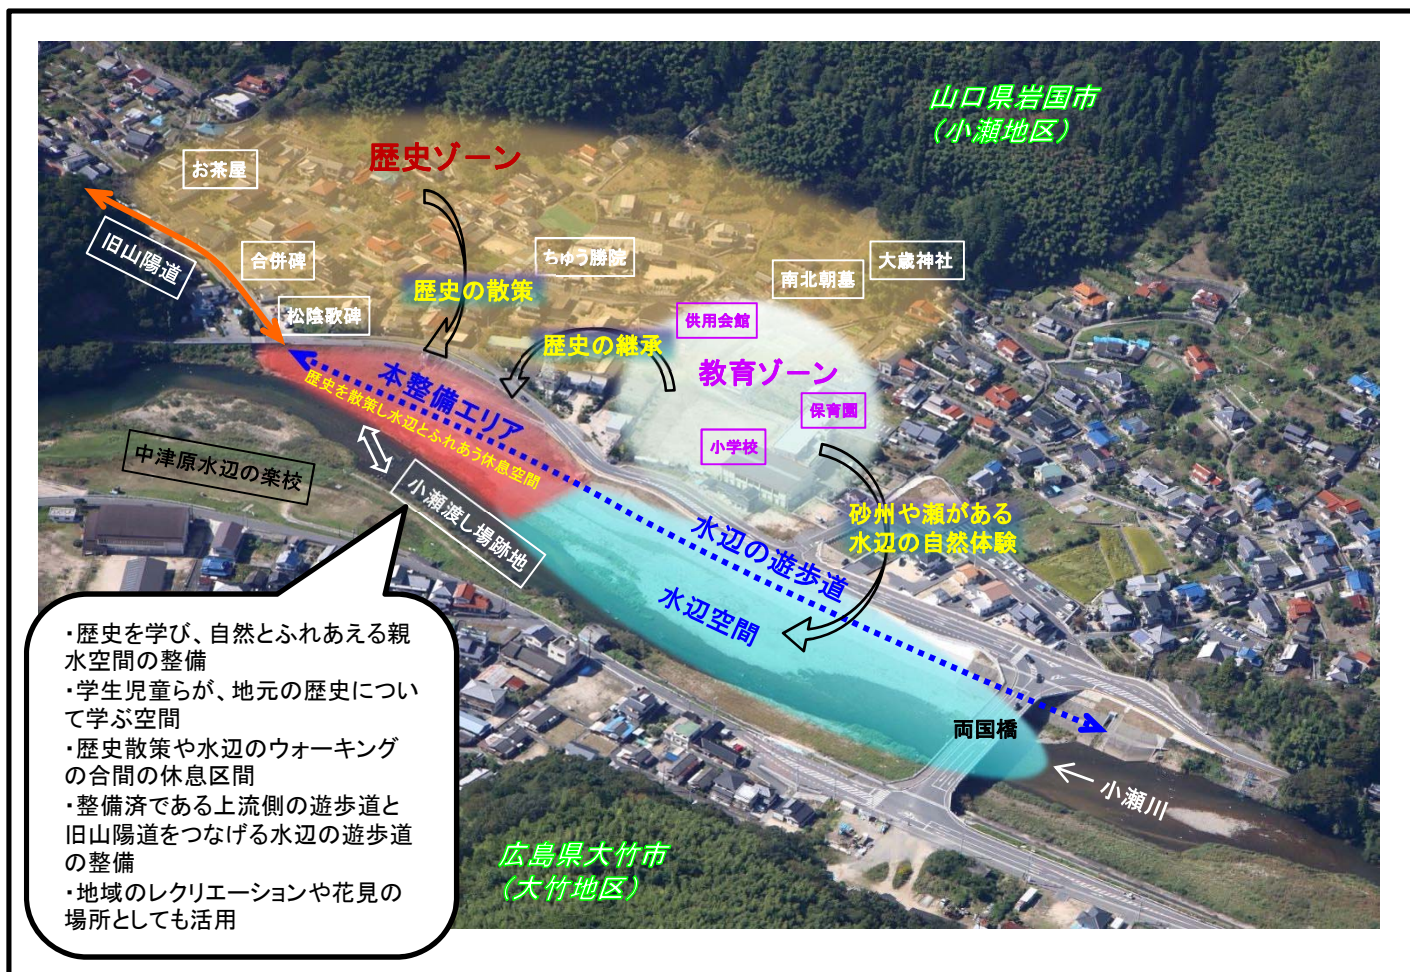 山口県岩国市
（小瀬地区）
歴史ゾーン
お茶屋
旧山陽道
合併碑
松陰歌碑
歴史の散策
ちゅう勝院
南北朝墓
大歳神社
供用会館
歴史の継承
教育ゾーン
保育園
小学校
本整備エリア
歴史を散策し水辺とふれあう休息空間
中津原水辺の楽校
小瀬渡し場跡地
砂州や瀬がある
水辺の自然体験
水辺の遊歩道
水辺空間
両国橋
小瀬川
広島県大竹市
（大竹地区）
・歴史を学び、自然とふれあえる親
水空間の整備
・学生児童らが、地元の歴史につい
て学ぶ空間
・歴史散策や水辺のウォーキング
の合間の休息区間
・整備済である上流側の遊歩道と
旧山陽道をつなげる水辺の遊歩道
の整備
・地域のレクリエーションや花見の
場所としても活用